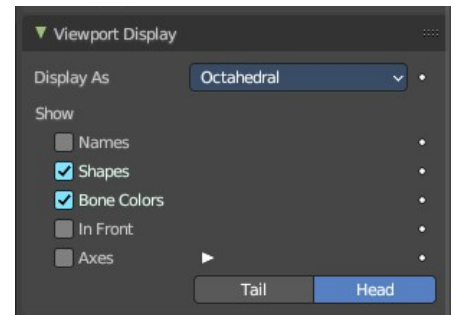 Viewport Display
Display As Octahedral
Show
Names
Shapes
Bone Colors
In Front
Axes
Tail Head